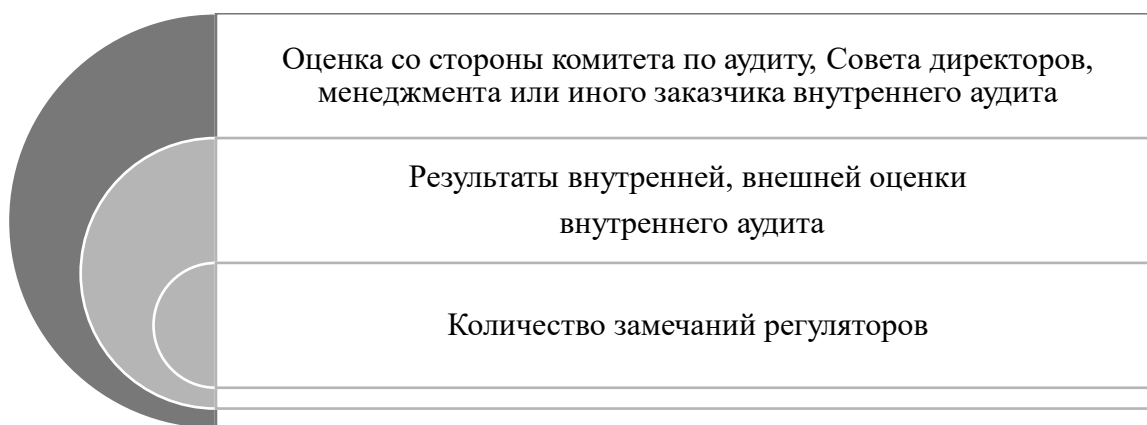 Оценка со стороны комитета по аудиту, Совета директоров,
менеджмента или иного заказчика внутреннего аудита
Результаты внутренней, внешней оценки
внутреннего аудита
Количество замечаний регуляторов